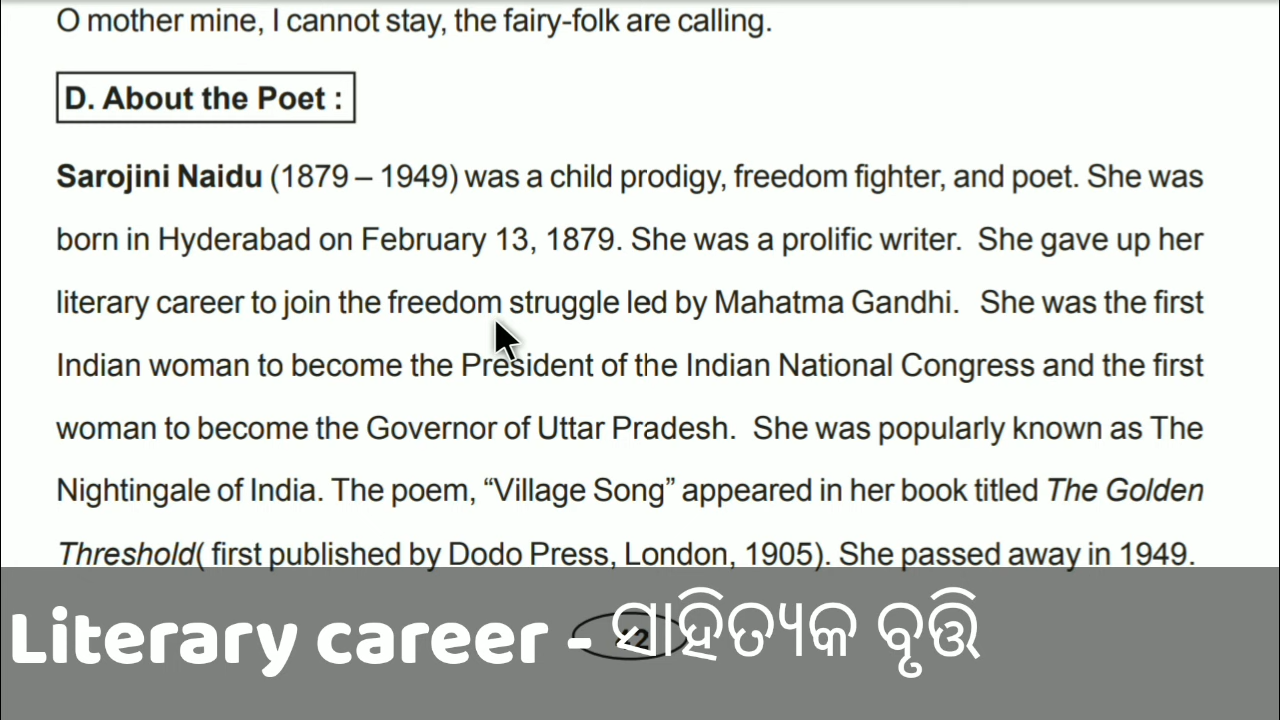 O mother mine, I cannot stay, the fairy-folk are calling.
D. About the Poet :
Sarojini Naidu (1879 – 1949) was a child prodigy, freedom fighter, and poet. She was
born in Hyderabad on February 13, 1879. She was a prolific writer. She gave up her
literary career to join the freedom struggle led by Mahatma Gandhi. She was the first
Indian woman to become the President of the Indian National Congress and the first
woman to become the Governor of Uttar Pradesh. She was popularly known as The
Nightingale of India. The poem, “Village Song” appeared in her book titled The Golden
Threshold( first published by Dodo Press, London, 1905). She passed away in 1949.
Literary career - ସାହିତ୍ୟିକ ବୃତ୍ତି